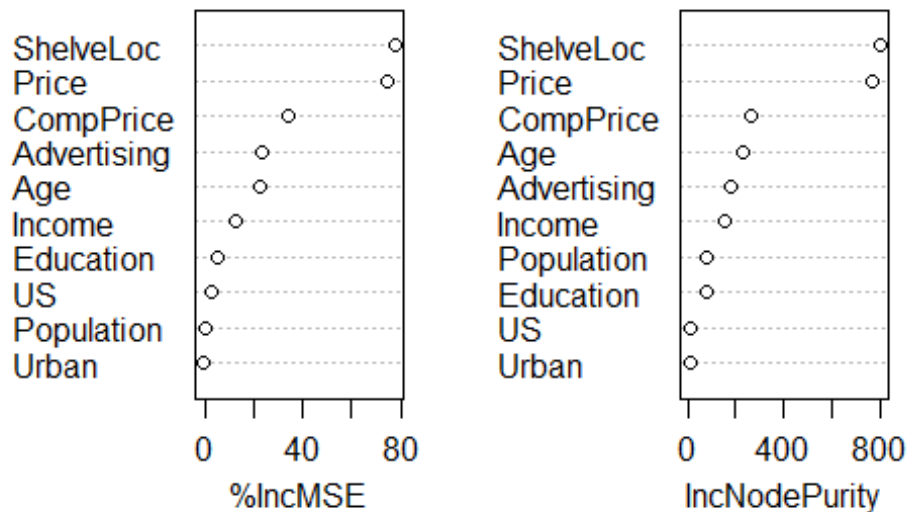 ShelveLoc
Price
CompPrice
Advertising
Age
Income
Education
US
Population
Urban
0 40 80
%IncMSE
ShelveLoc
Price
CompPrice
Age
Advertising
Income
Population
Education
US
Urban
0 400 800
IncNodePurity